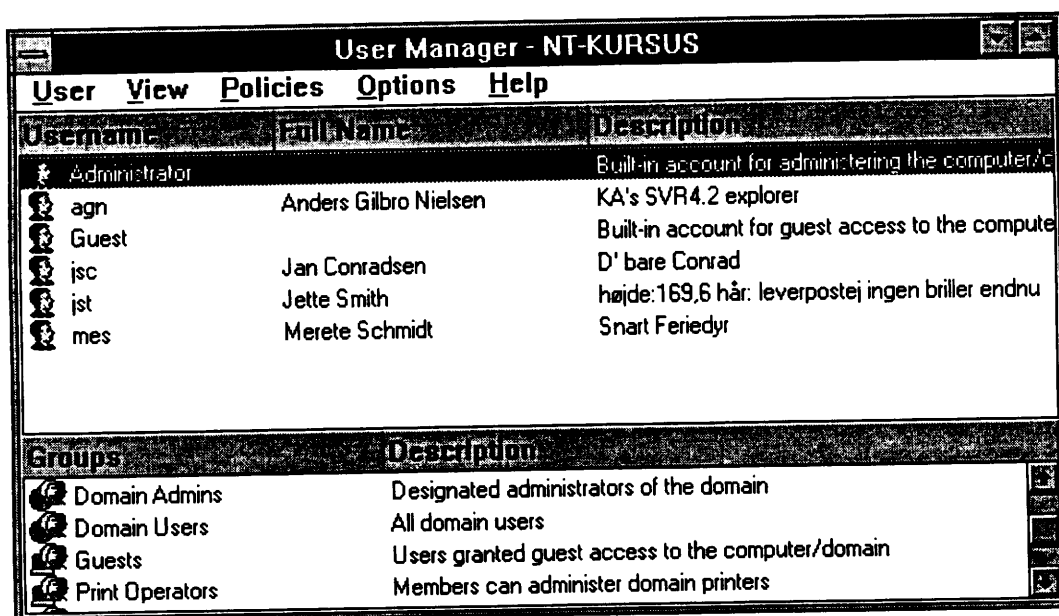 User Manager - NT-KURSUS
User View Policies Options Help
Username Full Name Description
Administrator Built-in account for administering the computer/d
agn Anders Gilbro Nielsen KA's SVR4.2 explorer
Guest Built-in account for guest access to the compute
jsc Jan Conradsen D' bare Conrad
jst Jette Smith højde:169,6 hår: leverpostej ingen briller endnu
mes Merete Schmidt Snart Feriedyr
Groups Description
Domain Admins Designated administrators of the domain
Domain Users All domain users
Guests Users granted guest access to the computer/domain
Print Operators Members can administer domain printers